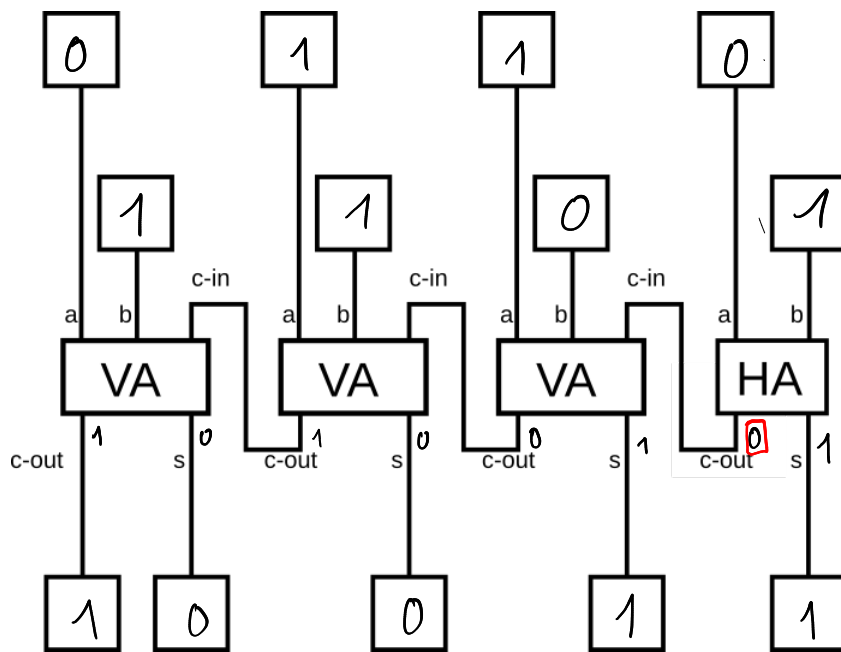 0 1 1 0
1 1 0 1
c-in c-in c-in
a b a b a b a b
VA VA VA HA
1 0 1 0 0 1 0 1
c-out s c-out s c-out s c-out s
1 0 0 1 1